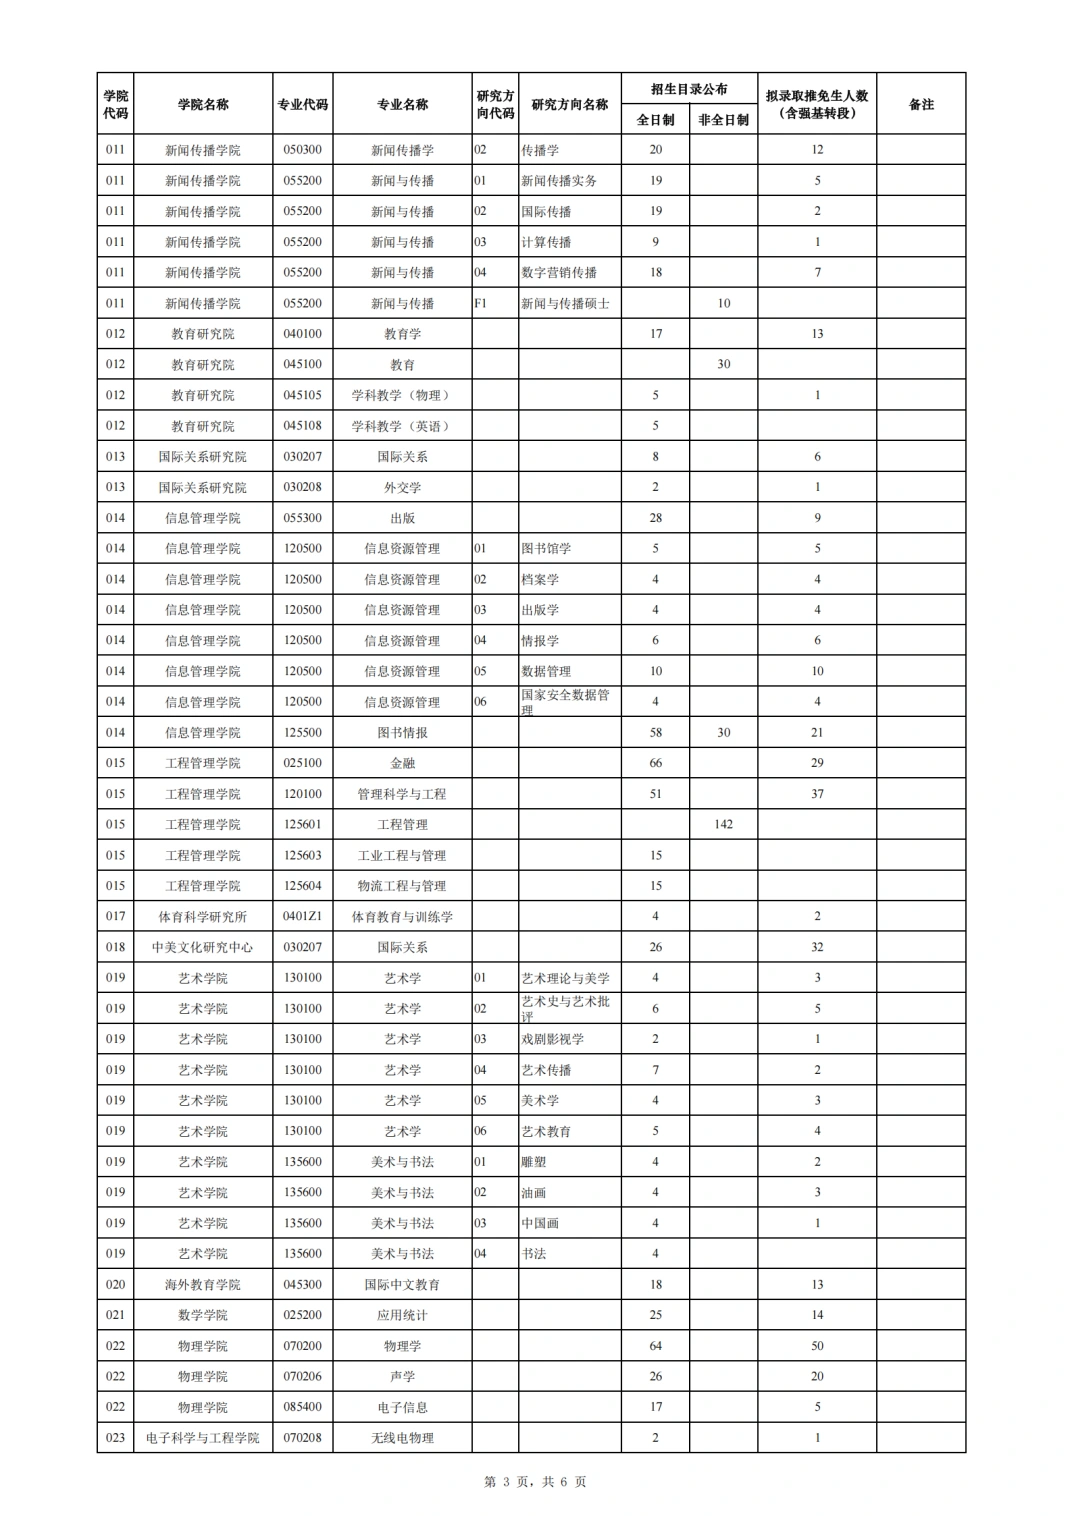 学院代码 学院名称 专业代码 专业名称 研究方向代码 研究方向名称 招生目录公布 拟录取推免生人数（含强基转段） 备注
全日制 非全日制
011 新闻传播学院 050300 新闻传播学 02 传播学 20 12
011 新闻传播学院 055200 新闻与传播 01 新闻传播实务 19 5
011 新闻传播学院 055200 新闻与传播 02 国际传播 19 2
011 新闻传播学院 055200 新闻与传播 03 计算传播 9 1
011 新闻传播学院 055200 新闻与传播 04 数字营销传播 18 7
011 新闻传播学院 055200 新闻与传播 F1 新闻与传播硕士 10
012 教育研究院 040100 教育学 17 13
012 教育研究院 045100 教育 30
012 教育研究院 045105 学科教学（物理） 5 1
012 教育研究院 045108 学科教学（英语） 5
013 国际关系研究院 030207 国际关系 8 6
013 国际关系研究院 030208 外交学 2 1
014 信息管理学院 055300 出版 28 9
014 信息管理学院 120500 信息资源管理 01 图书馆学 5 5
014 信息管理学院 120500 信息资源管理 02 档案学 4 4
014 信息管理学院 120500 信息资源管理 03 出版学 4 4
014 信息管理学院 120500 信息资源管理 04 情报学 6 6
014 信息管理学院 120500 信息资源管理 05 数据管理 10 10
014 信息管理学院 120500 信息资源管理 06 国家安全数据管理 4 4
014 信息管理学院 125500 图书情报 58 30 21
015 工程管理学院 025100 金融 66 29
015 工程管理学院 120100 管理科学与工程 51 37
015 工程管理学院 125601 工程管理 142
015 工程管理学院 125603 工业工程与管理 15
015 工程管理学院 125604 物流工程与管理 15
017 体育科学研究所 0401Z1 体育教育与训练学 4 2
018 中美文化研究中心 030207 国际关系 26 32
019 艺术学院 130100 艺术学 01 艺术理论与美学 4 3
019 艺术学院 130100 艺术学 02 艺术史与艺术批评 6 5
019 艺术学院 130100 艺术学 03 戏剧影视学 2 1
019 艺术学院 130100 艺术学 04 艺术传播 7 2
019 艺术学院 130100 艺术学 05 美术学 4 3
019 艺术学院 130100 艺术学 06 艺术教育 5 4
019 艺术学院 135600 美术与书法 01 雕塑 4 2
019 艺术学院 135600 美术与书法 02 油画 4 3
019 艺术学院 135600 美术与书法 03 中国画 4 1
019 艺术学院 135600 美术与书法 04 书法 4
020 海外教育学院 045300 国际中文教育 18 13
021 数学学院 025200 应用统计 25 14
022 物理学院 070200 物理学 64 50
022 物理学院 070206 声学 26 20
022 物理学院 085400 电子信息 17 5
023 电子科学与工程学院 070208 无线电物理 2 1
第 3 页，共 6 页